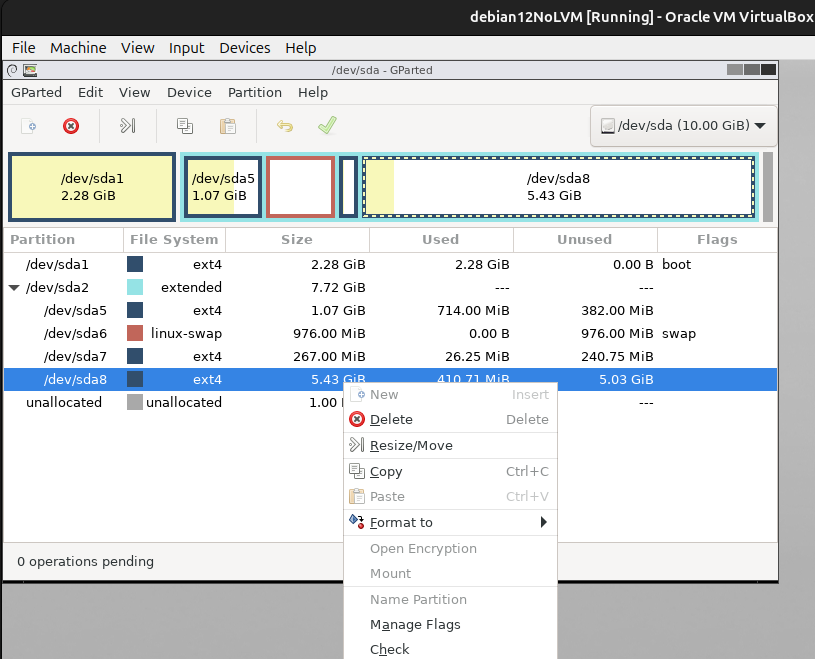 debian12NoLVM [Running] - Oracle VM VirtualBox
File Machine View Input Devices Help
/dev/sda - GParted
GParted Edit View Device Partition Help
/dev/sda (10.00 GiB)
/dev/sda1 /dev/sda5 /dev/sda8
2.28 GiB 1.07 GiB 5.43 GiB
Partition File System Size Used Unused Flags
/dev/sda1 ext4 2.28 GiB 2.28 GiB 0.00 B boot
/dev/sda2 extended 7.72 GiB --- ---
/dev/sda5 ext4 1.07 GiB 714.00 MiB 382.00 MiB
/dev/sda6 linux-swap 976.00 MiB 0.00 B 976.00 MiB swap
/dev/sda7 ext4 267.00 MiB 26.25 MiB 240.75 MiB
/dev/sda8 ext4 5.43 GiB 410.71 MiB 5.03 GiB
unallocated unallocated 1.00 ---
New Insert
Delete Delete
Resize/Move
Copy Ctrl+C
Paste Ctrl+V
Format to
Open Encryption
Mount
Name Partition
Manage Flags
Check
0 operations pending